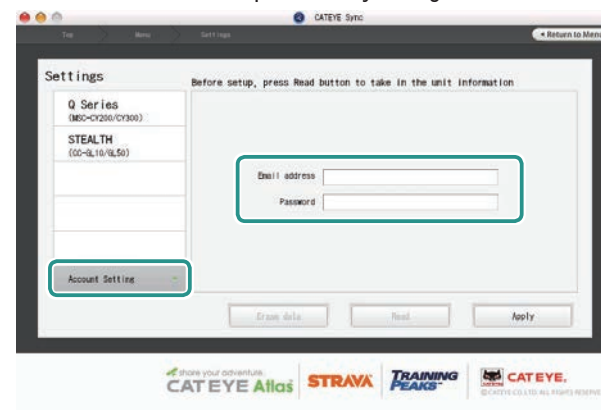 CATEYE Sync
Top Menu Settings
Return to Menu
Settings
Before setup, press Read button to take in the unit information
Q Series
(MSC-CY200/CY300)
STEALTH
(CC-GL10/GL50)
Email address
Password
Account Setting
Erase data Read Apply
share your adventure.
CATEYE Atlas STRAVA TRAINING PEAKS CATEYE.